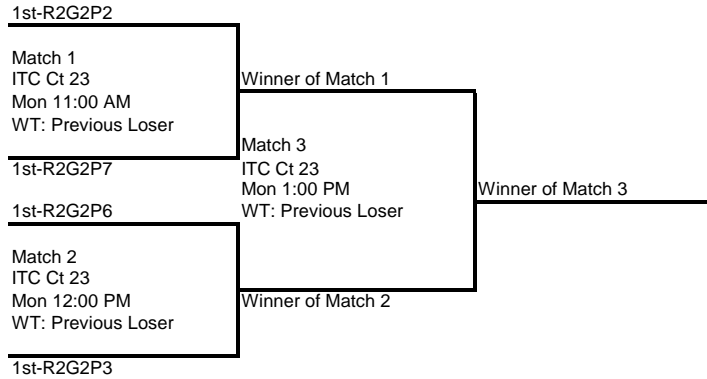 1st-R2G2P2
Match 1
ITC Ct 23
Mon 11:00 AM
WT: Previous Loser
Winner of Match 1
1st-R2G2P7
Match 3
ITC Ct 23
Mon 1:00 PM
WT: Previous Loser
Winner of Match 3
1st-R2G2P6
Match 2
ITC Ct 23
Mon 12:00 PM
WT: Previous Loser
Winner of Match 2
1st-R2G2P3